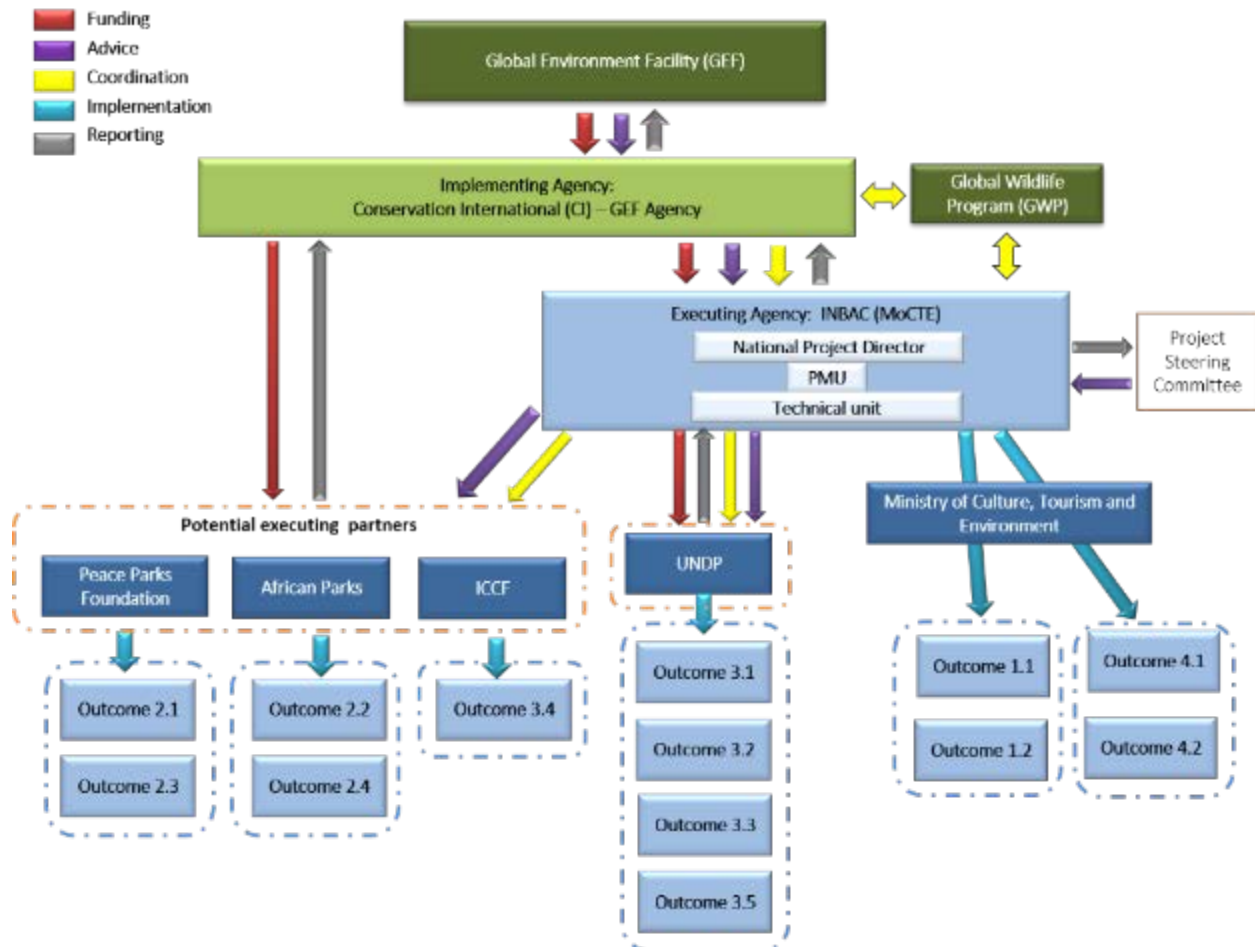 Funding
Advice
Coordination
Implementation
Reporting
Global Environment Facility (GEF)
Implementing Agency:
Conservation International (CI) – GEF Agency
Global Wildlife
Program (GWP)
Executing Agency: INBAC (MoCTE)
National Project Director
PMU
Technical unit
Project
Steering
Committee
Potential executing partners
Peace Parks
Foundation
African Parks
ICCF
UNDP
Ministry of Culture, Tourism and
Environment
Outcome 2.1
Outcome 2.3
Outcome 2.2
Outcome 2.4
Outcome 3.4
Outcome 3.1
Outcome 3.2
Outcome 3.3
Outcome 3.5
Outcome 1.1
Outcome 1.2
Outcome 4.1
Outcome 4.2